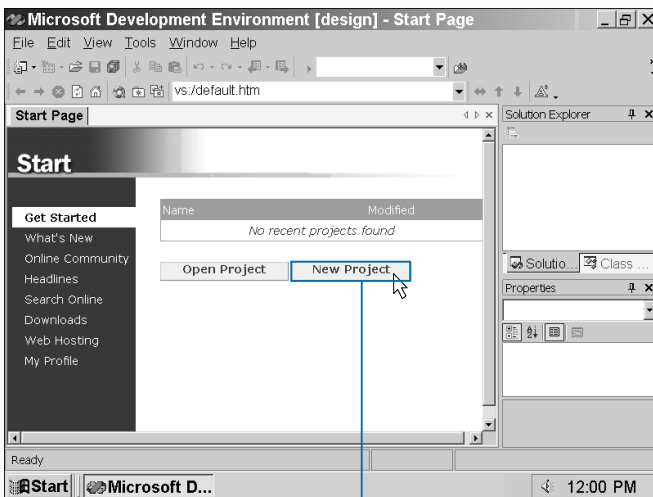 Microsoft Development Environment [design] - Start Page
File Edit View Tools Window Help
vs:/default.htm
Start Page
Solution Explorer
Start
Get Started
What's New
Online Community
Headlines
Search Online
Downloads
Web Hosting
My Profile
Name Modified
No recent projects found
Open Project New Project
Solutio... Class ...
Properties
Ready
Start Microsoft D... 12:00 PM